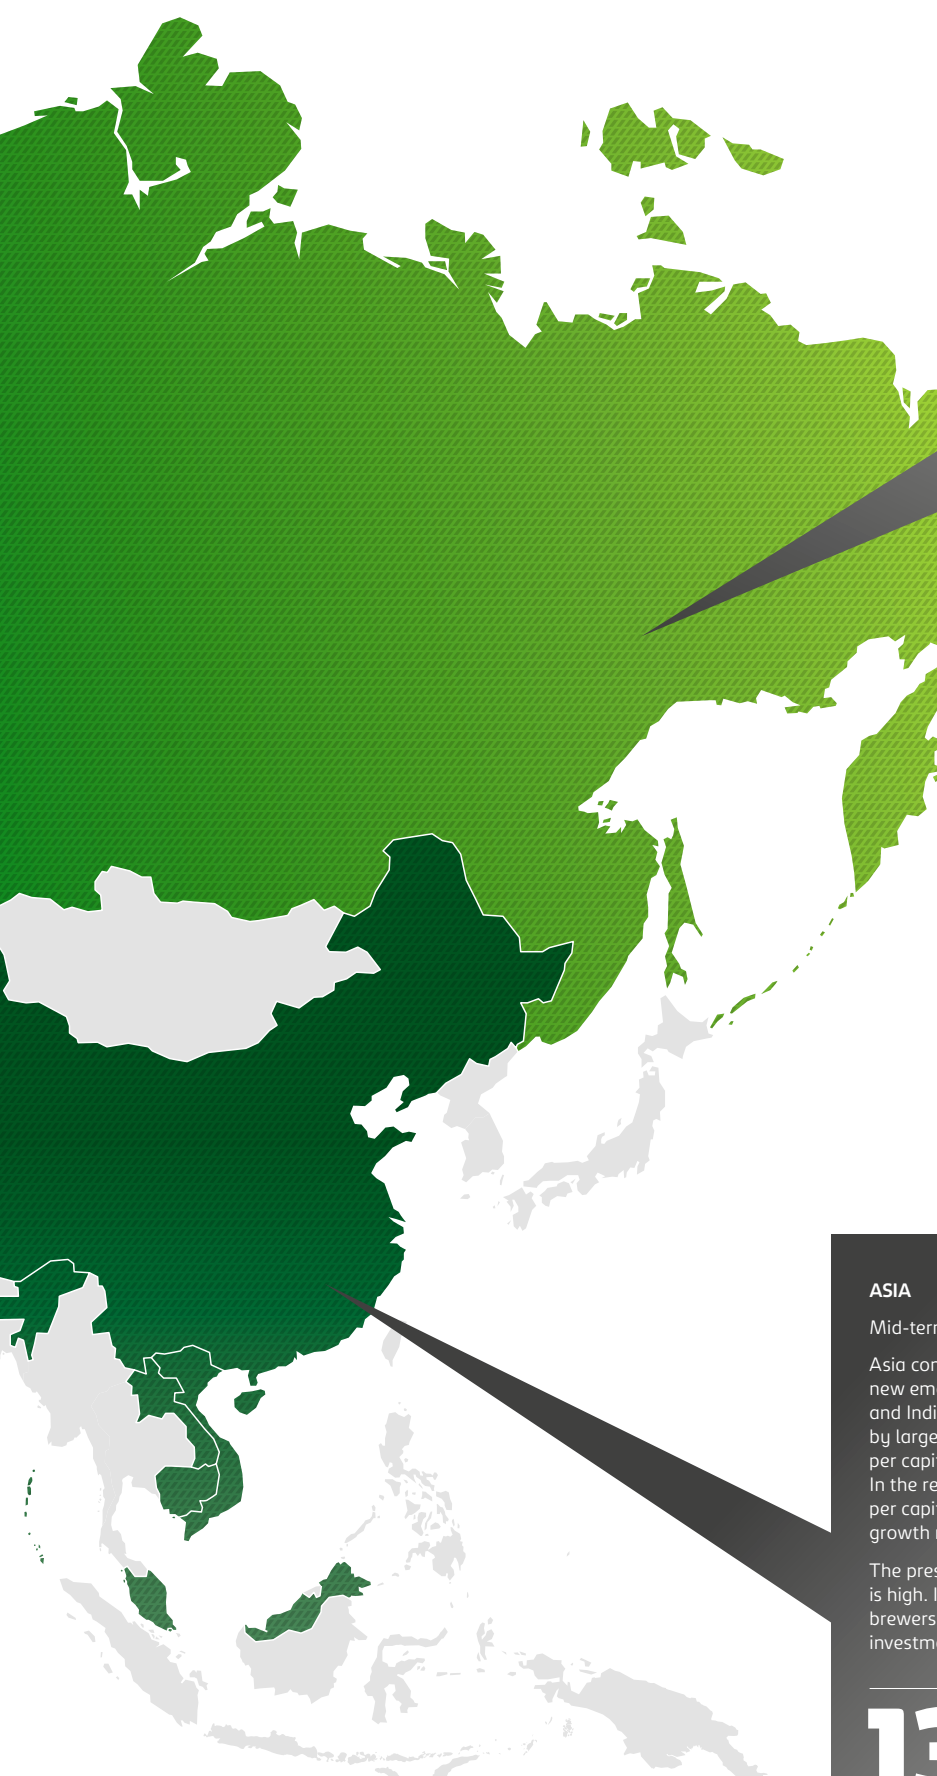 ASIA
Mid-term
Asia con
new em
and Indi
by large
per capi
In the re
per capi
growth
The pres
is high. I
brewers
investm
13